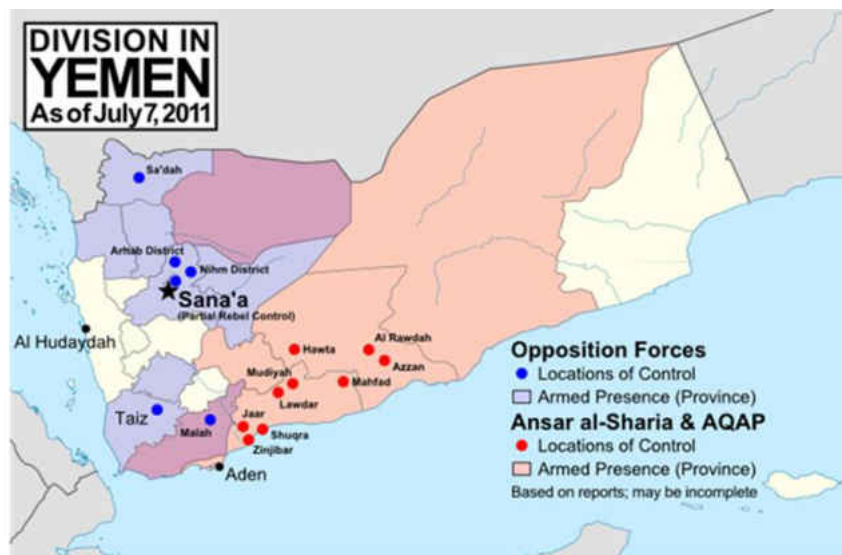 DIVISION IN
YEMEN
As of July 7, 2011
Sa'dah
Arhab District
Nihm District
Sana'a
(Partial Rebel Control)
Al Hudaydah
Hawta
Al Rawdah
Azzan
Mudiyah
Mahfad
Lawdar
Taiz
Malah
Jaar
Shuqra
Zinjibar
Aden
Opposition Forces
Locations of Control
Armed Presence (Province)
Ansar al-Sharia & AQAP
Locations of Control
Armed Presence (Province)
Based on reports; may be incomplete